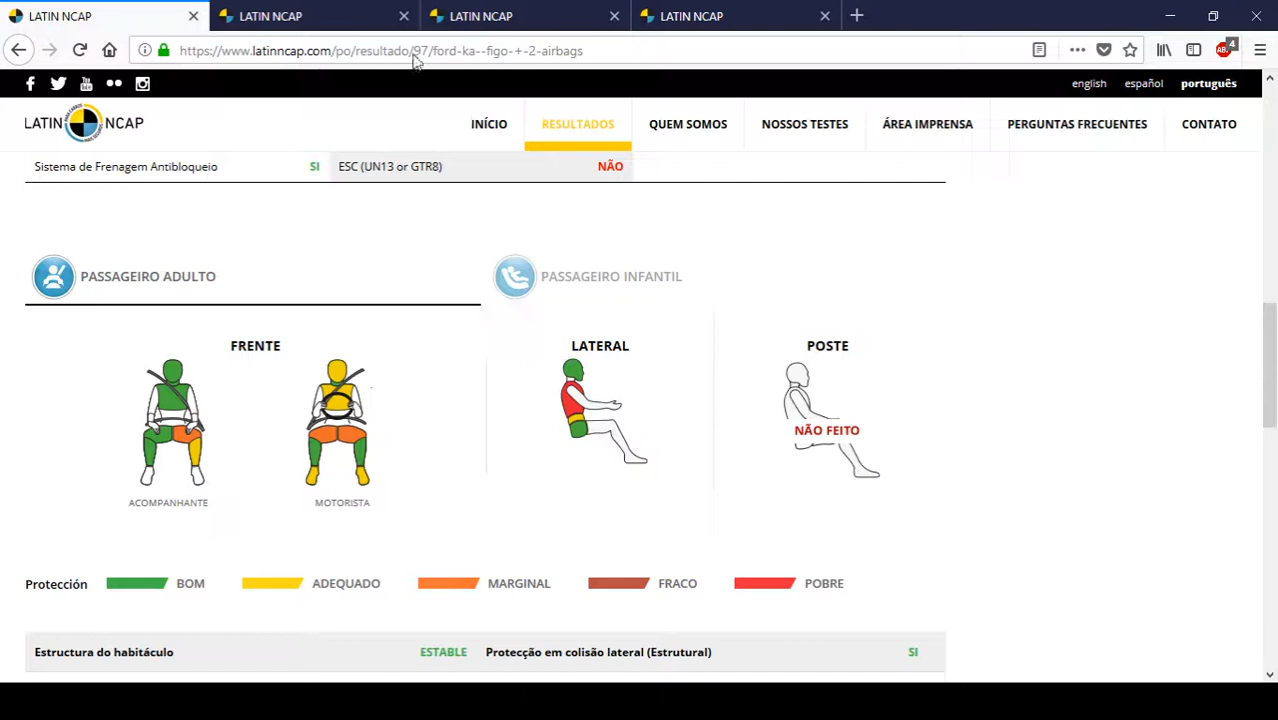 LATIN NCAP
LATIN NCAP
LATIN NCAP
LATIN NCAP
https://www.latinncap.com/po/resultado/97/ford-ka--figo-+-2-airbags
4
english
español
português
LATIN NCAP
INÍCIO
RESULTADOS
QUEM SOMOS
NOSSOS TESTES
ÁREA IMPRENSA
PERGUNTAS FRECUENTES
CONTATO
Sistema de Frenagem Antibloqueio SI
ESC (UN13 or GTR8) NÃO
PASSAGEIRO ADULTO
PASSAGEIRO INFANTIL
FRENTE
LATERAL
POSTE
NÃO FEITO
ACOMPANHANTE
MOTORISTA
Protección
BOM
ADEQUADO
MARGINAL
FRACO
POBRE
Estructura do habitáculo ESTABLE
Protecção em colisão lateral (Estrutural) SI